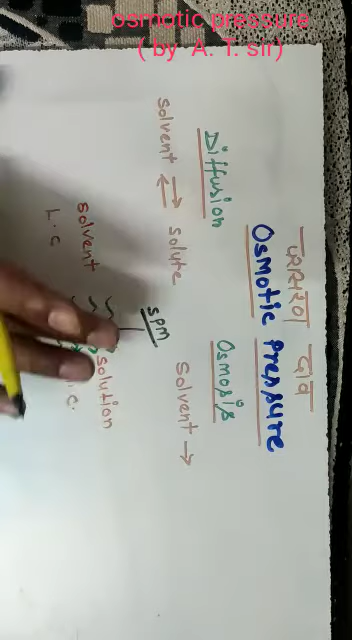 osmotic pressure
( by A. T. sir)
परासरण दाब
Osmotic Pressure
Diffusion
Osmosis
solvent ⇄ solute
solvent →
SPM
solvent
solution
L.C
.C.